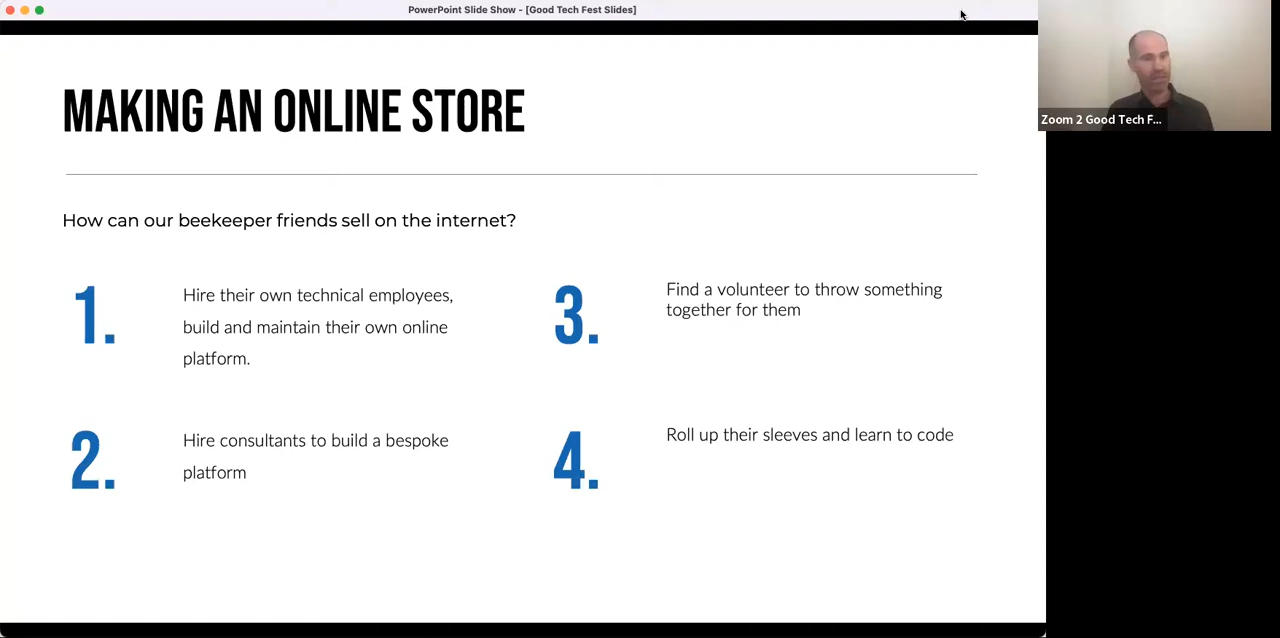 PowerPoint Slide Show - [Good Tech Fest Slides]
Zoom 2 Good Tech F...
MAKING AN ONLINE STORE
How can our beekeeper friends sell on the internet?
1.
Hire their own technical employees,
build and maintain their own online
platform.
2.
Hire consultants to build a bespoke
platform
3.
Find a volunteer to throw something
together for them
4.
Roll up their sleeves and learn to code